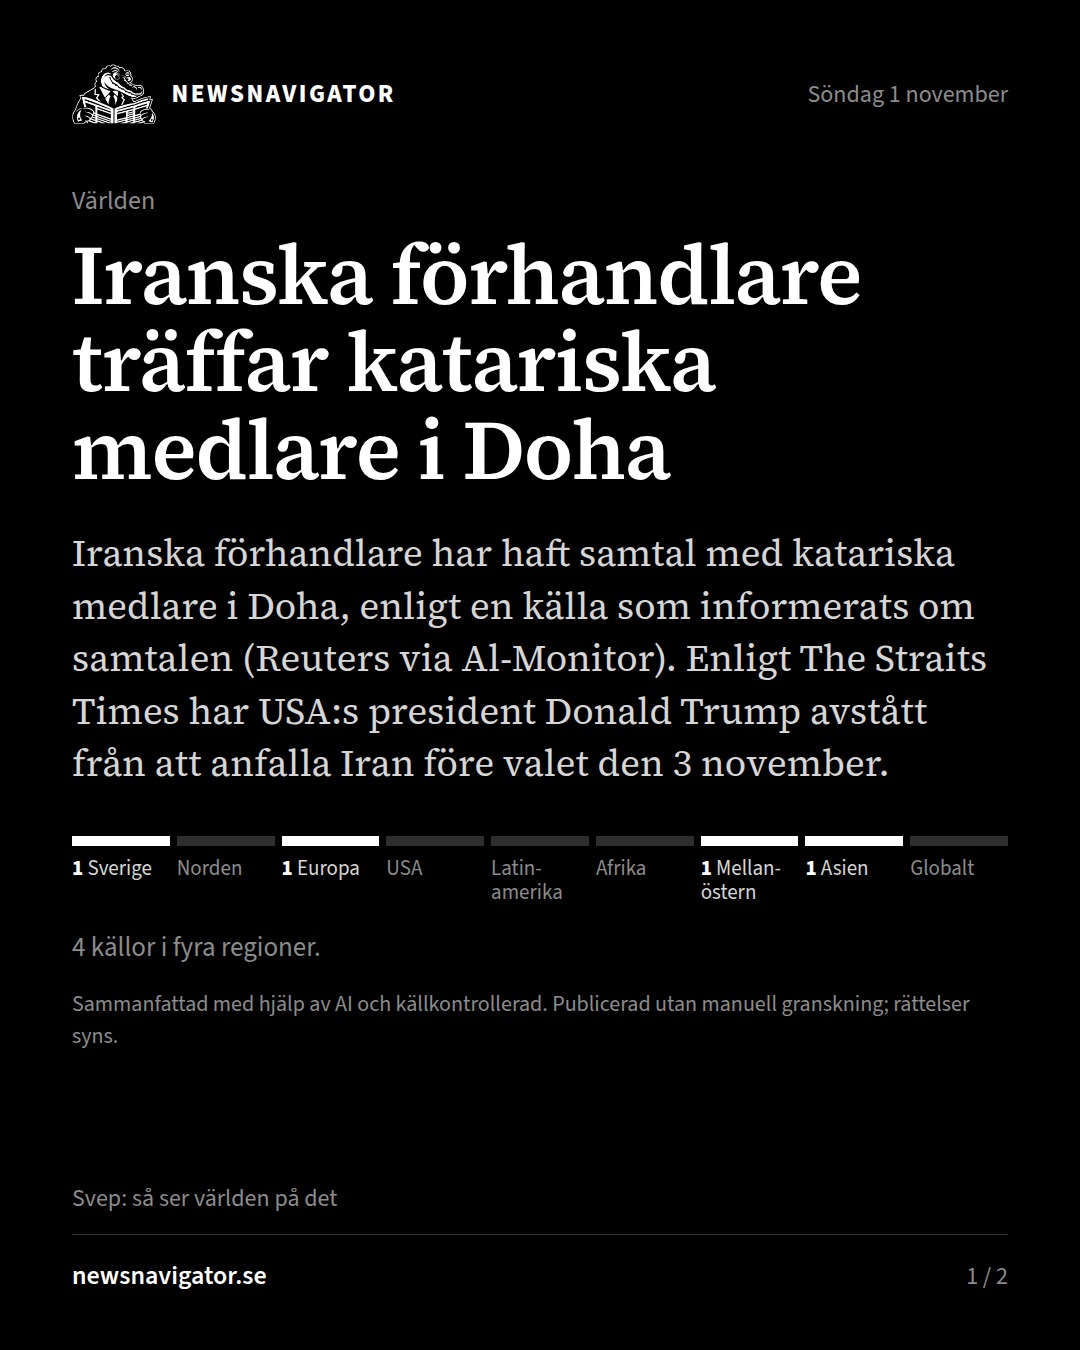 NEWSNAVIGATOR
Söndag 1 november
Världen
Iranska förhandlare
träffar katariska
medlare i Doha
Iranska förhandlare har haft samtal med katariska
medlare i Doha, enligt en källa som informerats om
samtalen (Reuters via Al-Monitor). Enligt The Straits
Times har USA:s president Donald Trump avstått
från att anfalla Iran före valet den 3 november.
1 Sverige
Norden
1 Europa
USA
Latin-
amerika
Afrika
1 Mellan-
östern
1 Asien
Globalt
4 källor i fyra regioner.
Sammanfattad med hjälp av AI och källkontrollerad. Publicerad utan manuell granskning; rättelser
syns.
Svep: så ser världen på det
newsnavigator.se
1 / 2